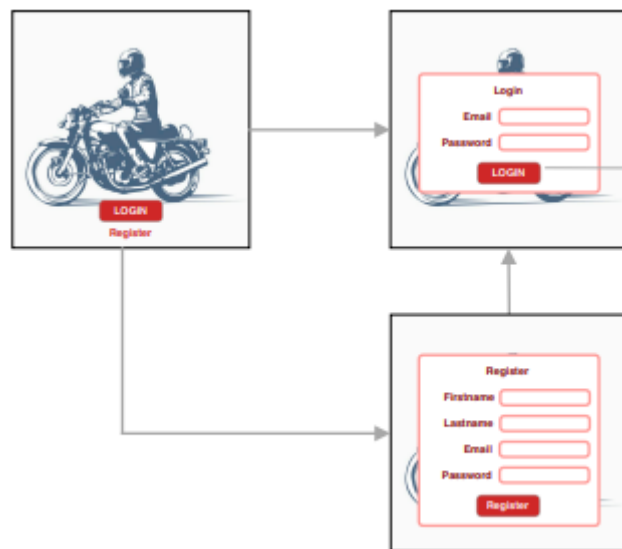 LOGIN
Register
Login
Email
Password
LOGIN
Register
Firstname
Lastname
Email
Password
Register